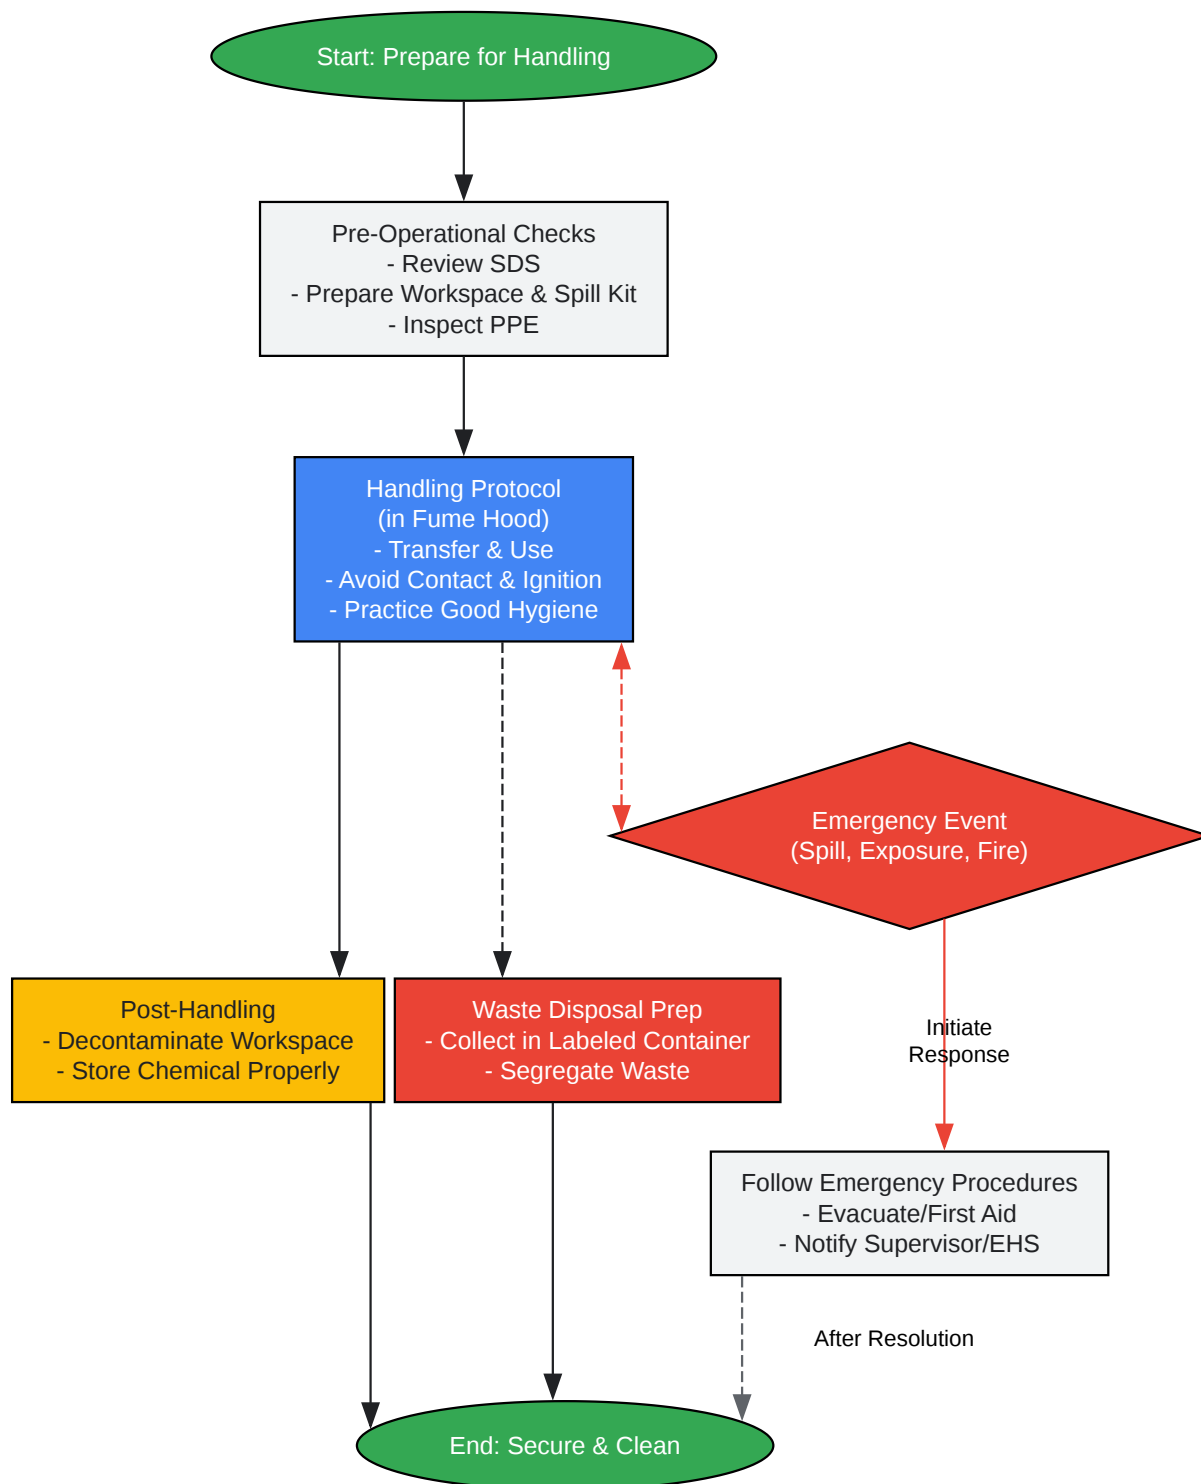 Start: Prepare for Handling
Pre-Operational Checks
- Review SDS
- Prepare Workspace & Spill Kit
- Inspect PPE
Handling Protocol
(in Fume Hood)
- Transfer & Use
- Avoid Contact & Ignition
- Practice Good Hygiene
Emergency Event
(Spill, Exposure, Fire)
Post-Handling
- Decontaminate Workspace
- Store Chemical Properly
Waste Disposal Prep
- Collect in Labeled Container
- Segregate Waste
Initiate
Response
Follow Emergency Procedures
- Evacuate/First Aid
- Notify Supervisor/EHS
After Resolution
End: Secure & Clean